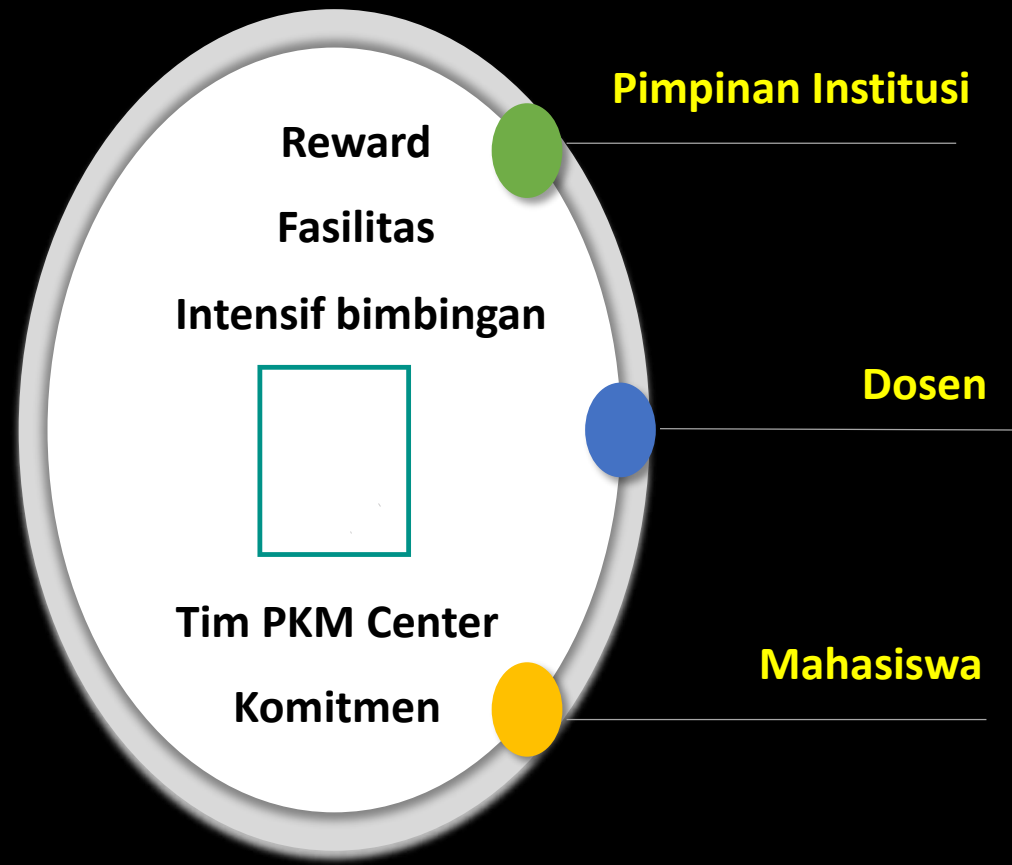 Pimpinan Institusi
Reward
Fasilitas
Intensif bimbingan
Dosen
Tim PKM Center
Mahasiswa
Komitmen